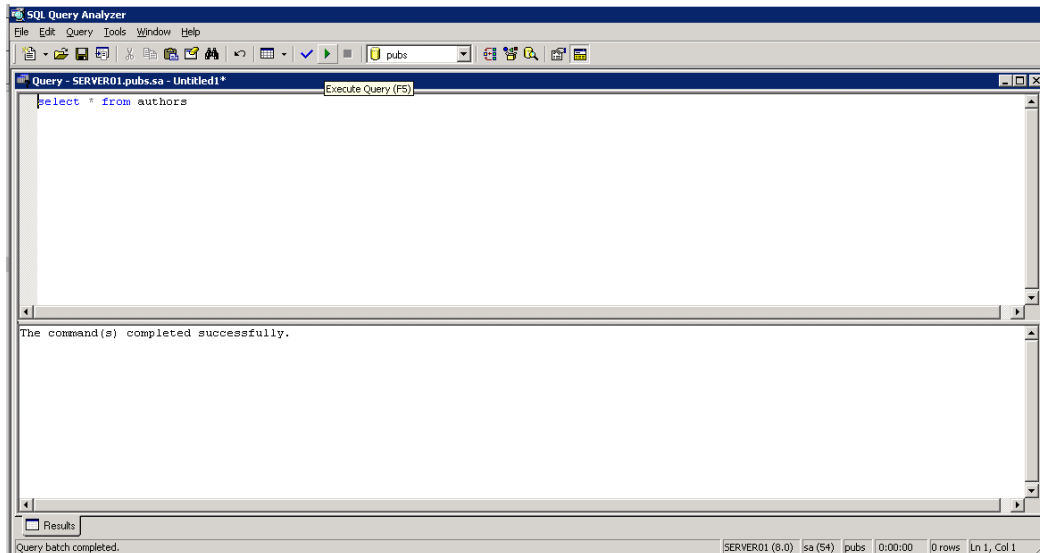 SQL Query Analyzer
File Edit Query Tools Window Help
pubs
Query - SERVER01.pubs.sa - Untitled1*
Execute Query (F5)
select * from authors
The command(s) completed successfully.
Results
Query batch completed. SERVER01 (8.0) sa (54) pubs 0:00:00 0 rows Ln 1, Col 1